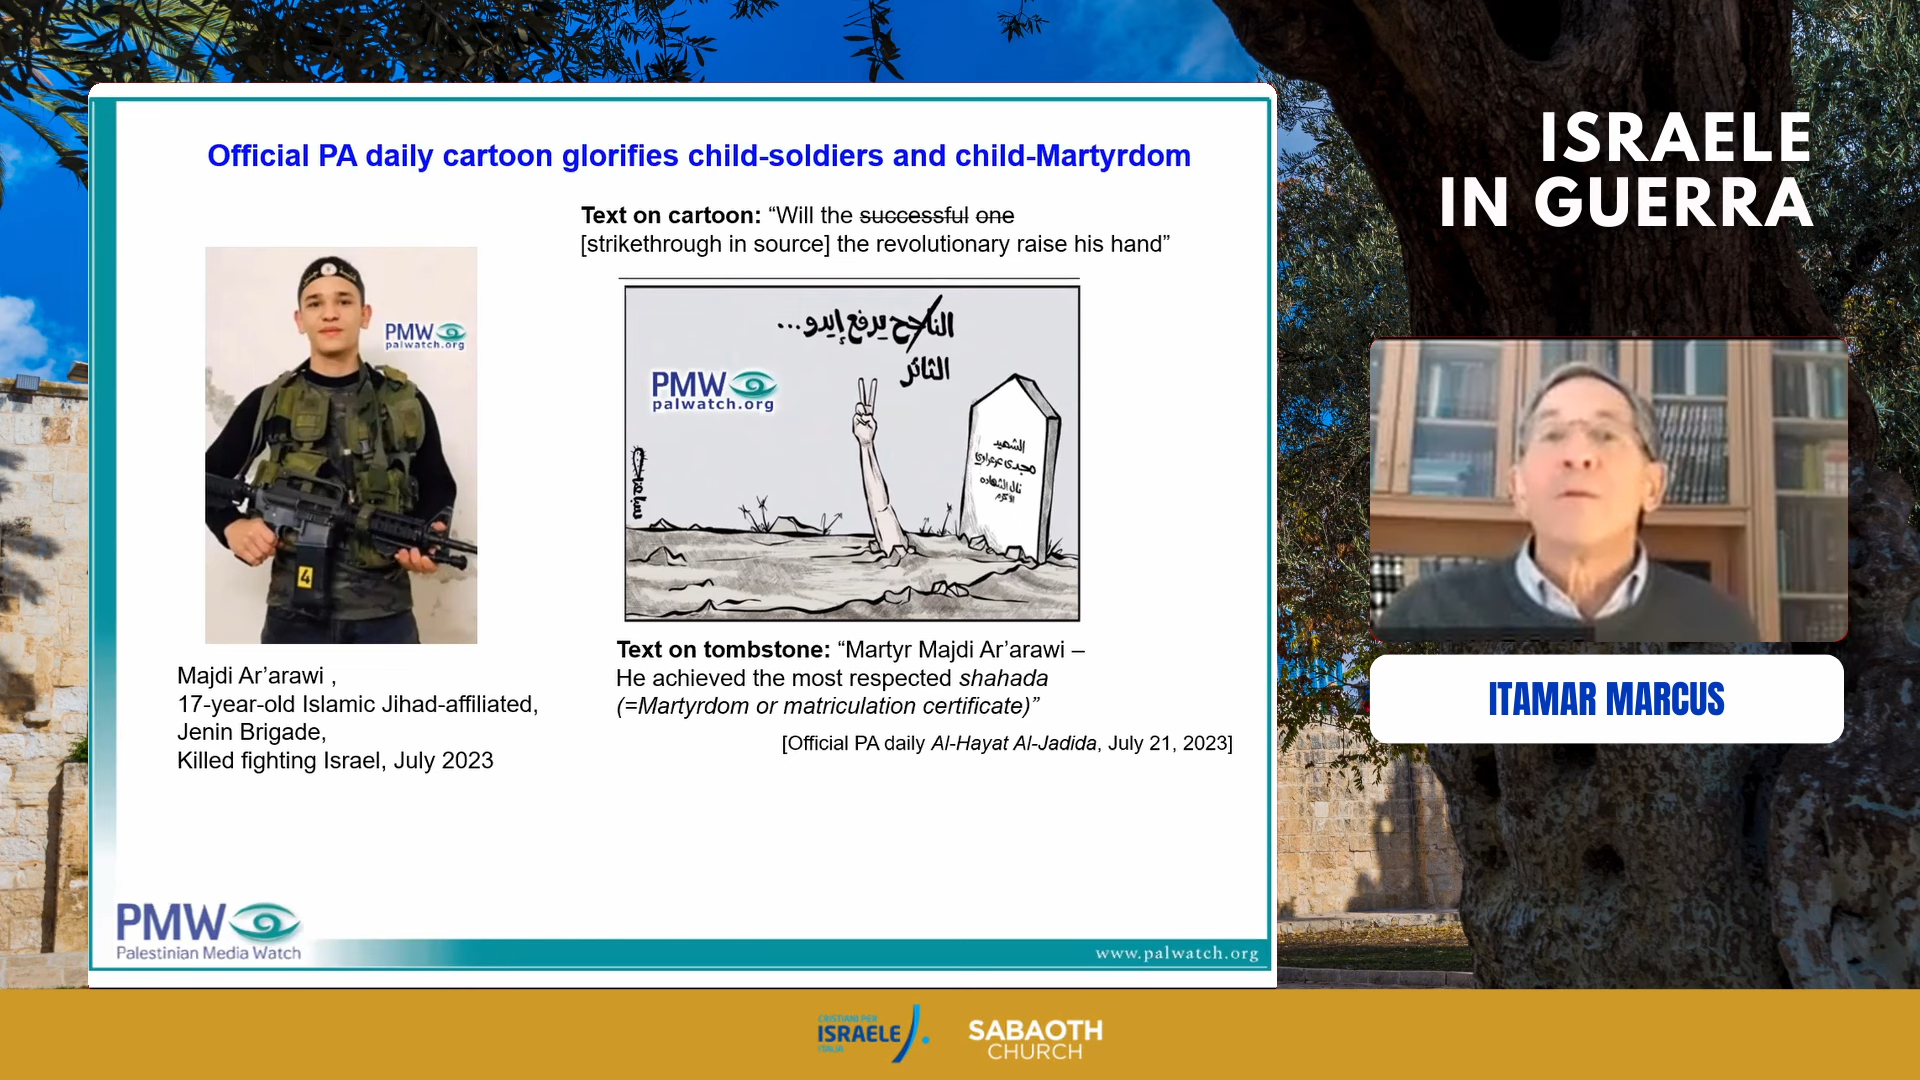 Official PA daily cartoon glorifies child-soldiers and child-Martyrdom
Text on cartoon: “Will the successful one
[strikethrough in source] the revolutionary raise his hand”
PMW
palwatch.org
الناجح يرفع إيدو...
الثائر
PMW
palwatch.org
الشهيد
مجدي عرعراوي
نال الشهاده
4
Majdi Ar’arawi ,
17-year-old Islamic Jihad-affiliated,
Jenin Brigade,
Killed fighting Israel, July 2023
Text on tombstone: “Martyr Majdi Ar’arawi –
He achieved the most respected shahada
(=Martyrdom or matriculation certificate)”
[Official PA daily Al-Hayat Al-Jadida, July 21, 2023]
PMW
Palestinian Media Watch
www.palwatch.org
ISRAELE
IN GUERRA
ITAMAR MARCUS
CRISTIANI PER
ISRAELE
ITALIA
SABAOTH
CHURCH